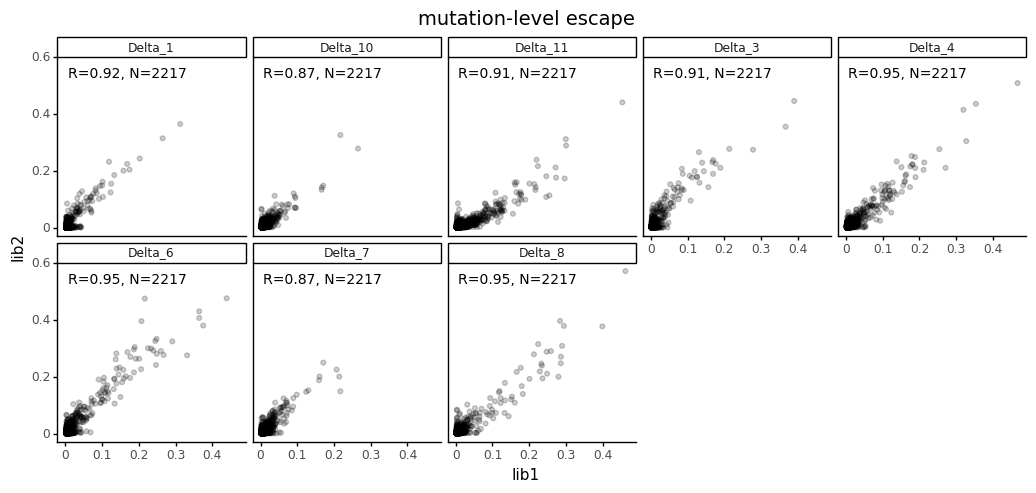 mutation-level escape
Delta_1 Delta_10 Delta_11 Delta_3 Delta_4
0.6
R=0.92, N=2217 R=0.87, N=2217 R=0.91, N=2217 R=0.91, N=2217 R=0.95, N=2217
0.4
0.2
0
0 0.1 0.2 0.3 0.4 0 0.1 0.2 0.3 0.4
lib2
Delta_6 Delta_7 Delta_8
0.6
R=0.95, N=2217 R=0.87, N=2217 R=0.95, N=2217
0.4
0.2
0
0 0.1 0.2 0.3 0.4 0 0.1 0.2 0.3 0.4 0 0.1 0.2 0.3 0.4
lib1